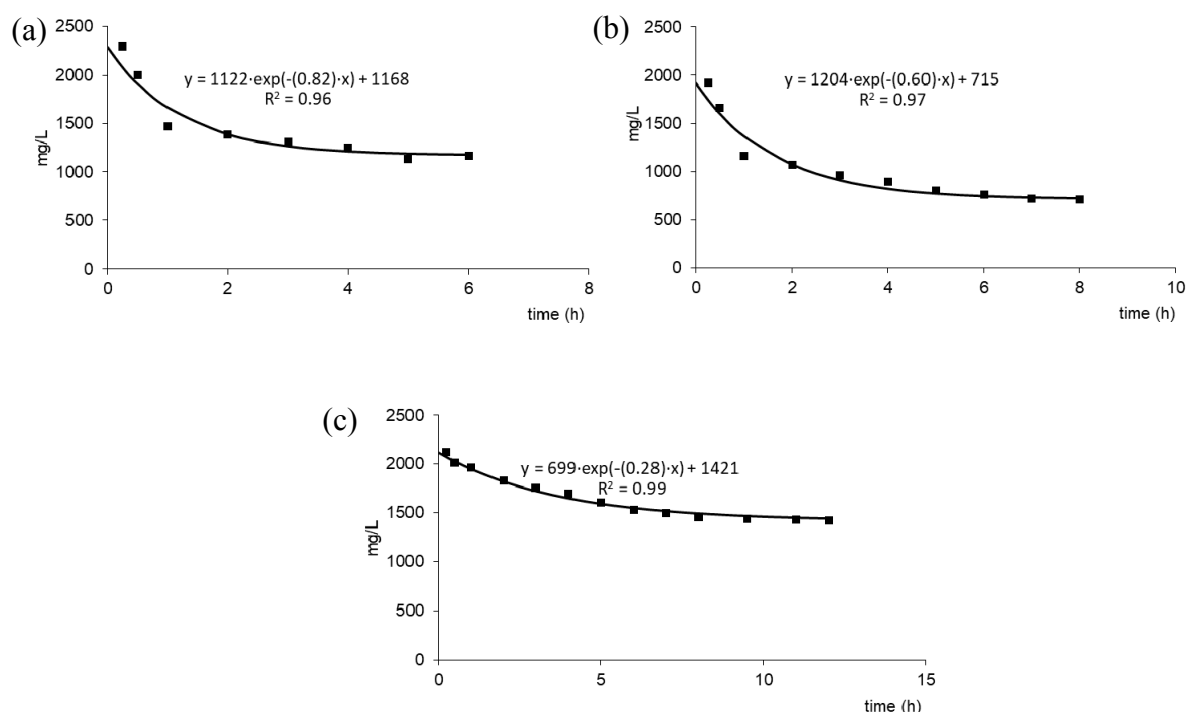 (a)
2500
2000
1500
1000
500
0
mg/L
y = 1122·exp(-(0.82)·x) + 1168
R² = 0.96
0 2 4 6 8
time (h)
(b)
2500
2000
1500
1000
500
0
mg/L
y = 1204·exp(-(0.60)·x) + 715
R² = 0.97
0 2 4 6 8 10
time (h)
(c)
2500
2000
1500
1000
500
0
mg/L
y = 699·exp(-(0.28)·x) + 1421
R² = 0.99
0 5 10 15
time (h)